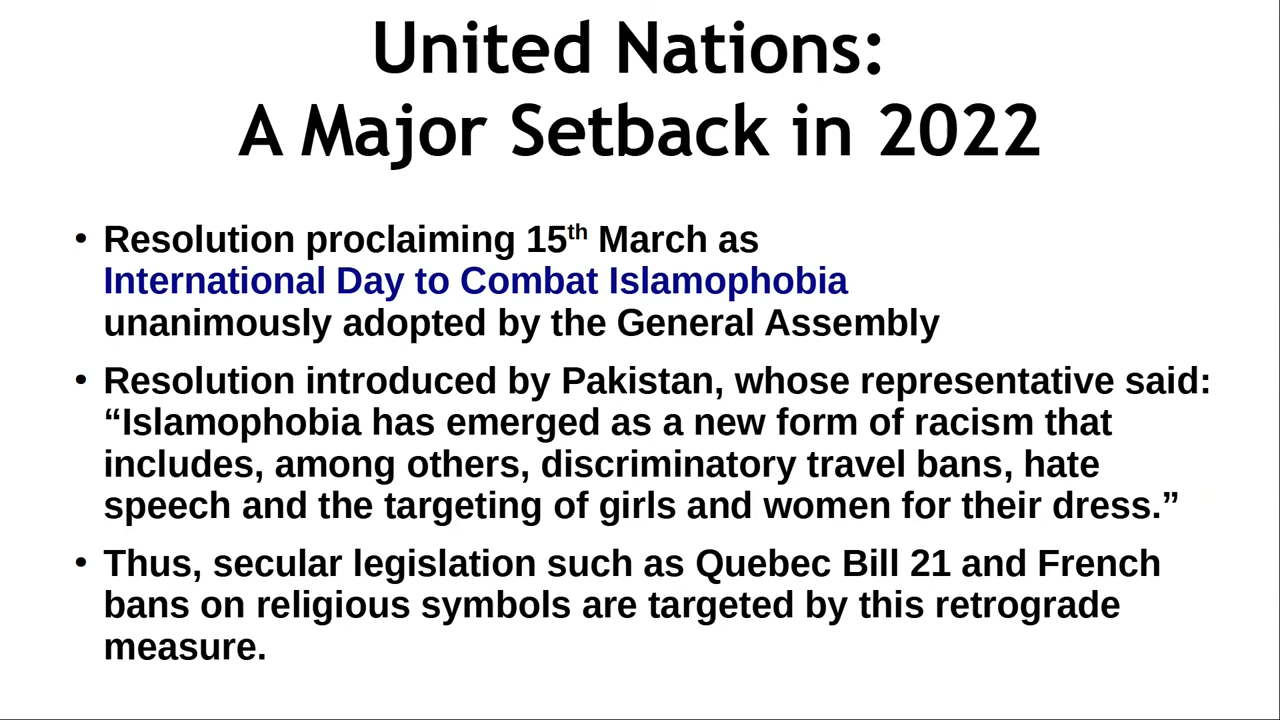 United Nations:
A Major Setback in 2022
• Resolution proclaiming 15th March as
International Day to Combat Islamophobia
unanimously adopted by the General Assembly
• Resolution introduced by Pakistan, whose representative said:
“Islamophobia has emerged as a new form of racism that
includes, among others, discriminatory travel bans, hate
speech and the targeting of girls and women for their dress.”
• Thus, secular legislation such as Quebec Bill 21 and French
bans on religious symbols are targeted by this retrograde
measure.